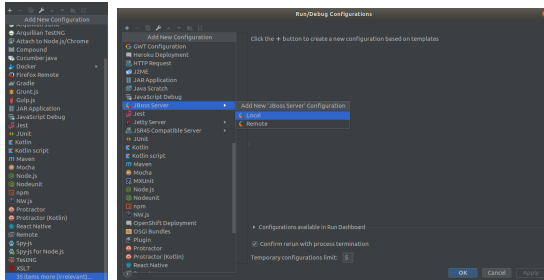 Add New Configuration
Arquillian TestNG
Attach to Node.js/Chrome
Compound
Cucumber java
Docker
Firefox Remote
Gradle
Grunt.js
Gulp.js
JAR Application
JavaScript Debug
Jest
JUnit
Kotlin
Kotlin script
Maven
Mocha
Node.js
Nodeunit
npm
NW.js
Protractor
Protractor (Kotlin)
React Native
Remote
Spy-js
Spy-js for Node.js
TestNG
XSLT
36 items more (irrelevant)...
Run/Debug Configurations
Add New Configuration
GWT Configuration
Heroku Deployment
HTTP Request
J2ME
JAR Application
Java Scratch
JavaScript Debug
JBoss Server
Jest
Jetty Server
JSR45 Compatible Server
JUnit
Kotlin
Kotlin script
Maven
Mocha
MXUnit
Node.js
Nodeunit
npm
NW.js
OpenShift Deployment
OSGi Bundles
Plugin
Protractor
Protractor (Kotlin)
React Native
Click the + button to create a new configuration based on templates
Add New 'JBoss Server' Configuration
Local
Remote
Configurations available in Run Dashboard
Confirm rerun with process termination
Temporary configurations limit: 5
OK
Cancel
Apply